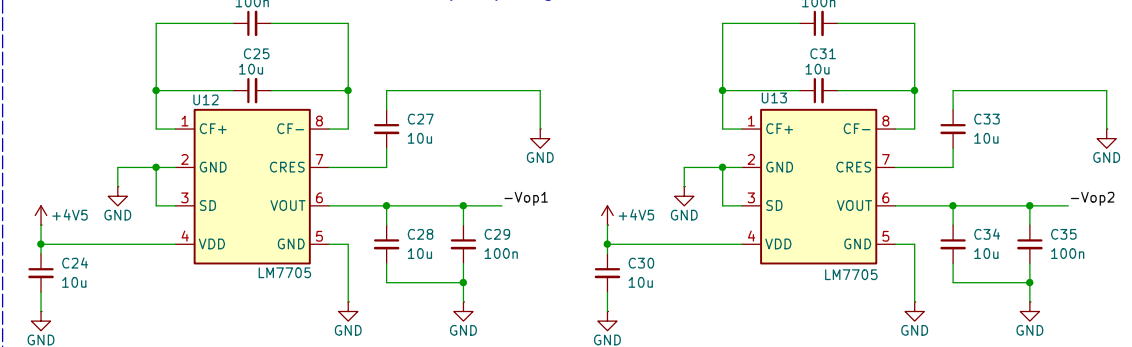 100n
100n
C25
10u
C31
10u
U12
U13
1
CF+
CF-
8
C27
10u
1
CF+
CF-
8
C33
10u
2
GND
CRES
7
GND
2
GND
CRES
7
GND
3
SD
VOUT
6
-Vop1
3
SD
VOUT
6
-Vop2
GND
+4V5
GND
+4V5
4
VDD
GND
5
C28
10u
C29
100n
4
VDD
GND
5
C34
10u
C35
100n
C24
10u
LM7705
C30
10u
LM7705
GND
GND
GND
GND
GND
GND